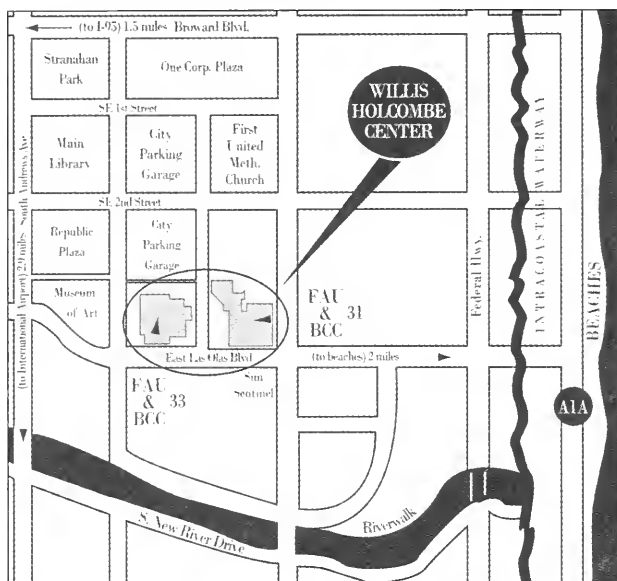 (to I-95) 1.5 miles Broward Blvd.
Stranahan
Park
One Corp. Plaza
SE 1st Street
WILLIS
HOLCOMBE
CENTER
Main
Library
City
Parking
Garage
First
United
Meth.
Church
SE 2nd Street
Republic
Plaza
City
Parking
Garage
Museum
of Art
(to International Airport) 2.9 miles South Andrews Ave
FAU
& 31
BCC
Federal Hwy.
INTRACOASTAL WATERWAY
BEACHES
East Las Olas Blvd
(to beaches) 2 miles
Sun
Sentinel
FAU
& 33
BCC
A1A
S. New River Drive
Riverwalk